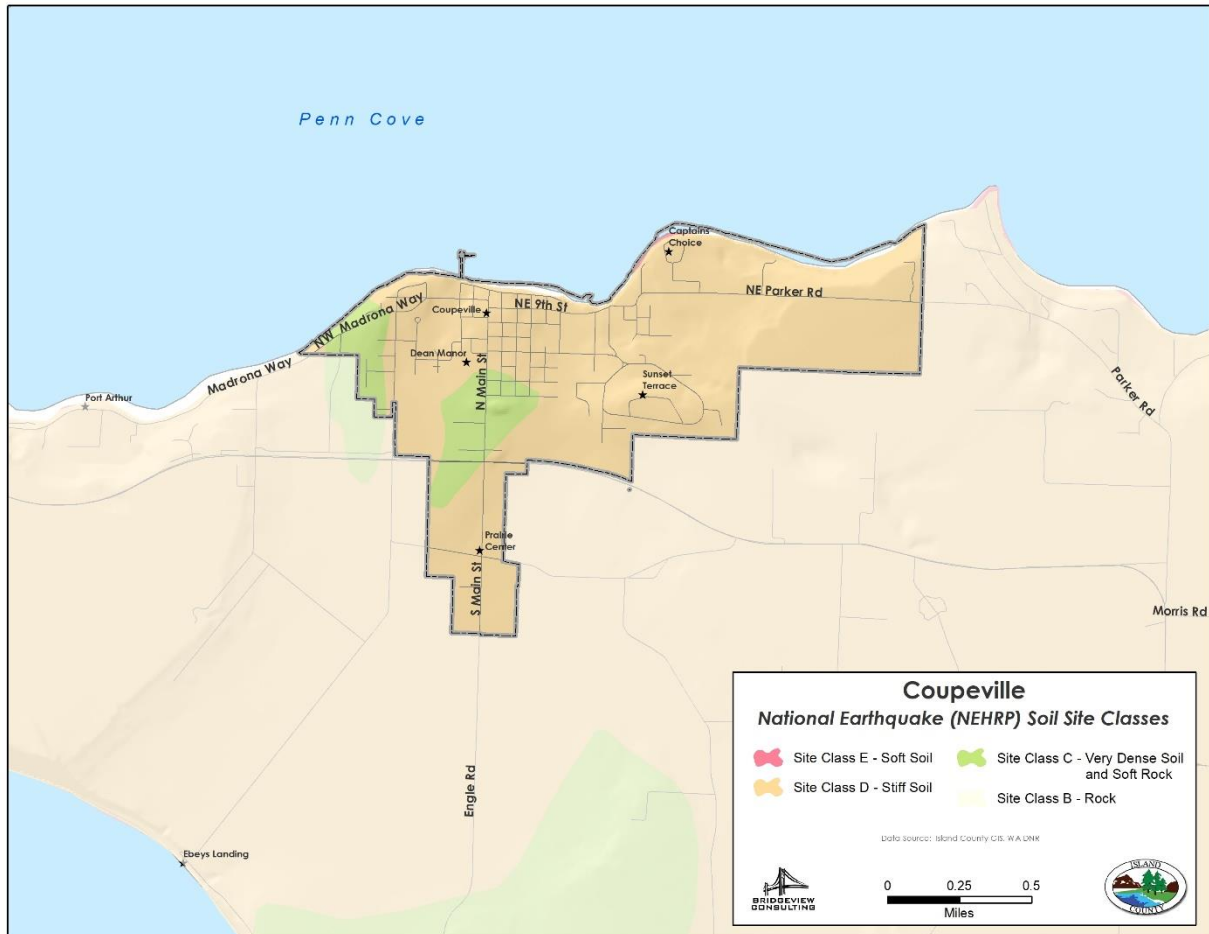 Penn Cove
Captains
Choice
NE Parker Rd
NE 9th St
NW Madrona Way
Coupeville
Dean Manor
N Main St
Madrona Way
Sunset
Terrace
Port Arthur
Parker Rd
Prairie
Center
S Main St
Morris Rd
Engle Rd
Ebeys Landing
Coupeville
National Earthquake (NEHRP) Soil Site Classes
Site Class E - Soft Soil
Site Class D - Stiff Soil
Site Class C - Very Dense Soil
and Soft Rock
Site Class B - Rock
Data Source: Island County GIS, WA DNR
BRIDGEVIEW
CONSULTING
0 0.25 0.5
Miles
ISLAND
COUNTY